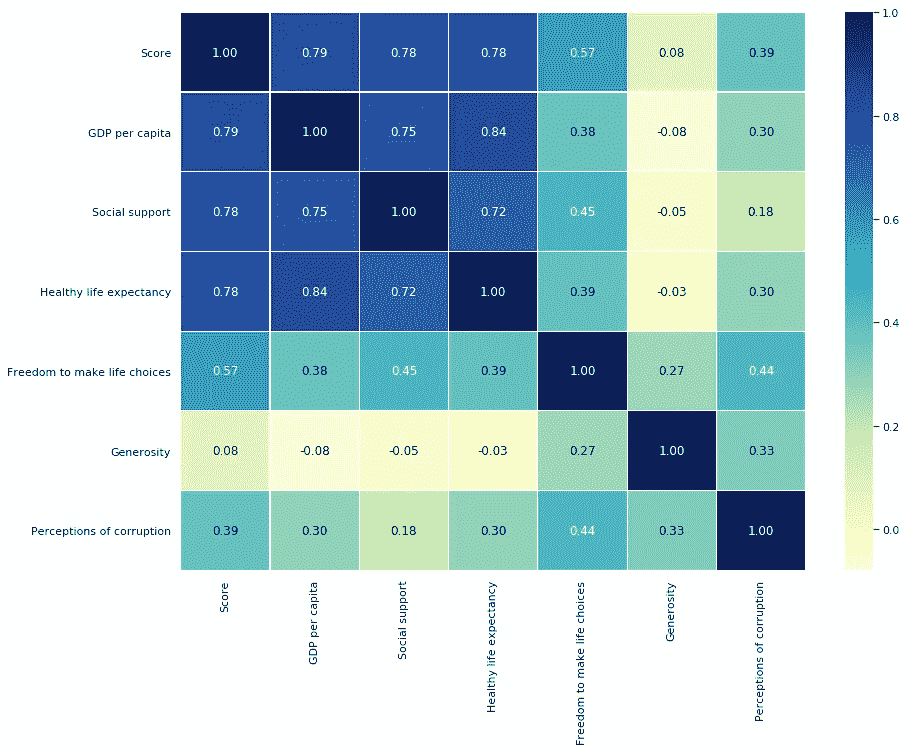 Score 1.00 0.79 0.78 0.78 0.57 0.08 0.39
GDP per capita 0.79 1.00 0.75 0.84 0.38 -0.08 0.30
Social support 0.78 0.75 1.00 0.72 0.45 -0.05 0.18
Healthy life expectancy 0.78 0.84 0.72 1.00 0.39 -0.03 0.30
Freedom to make life choices 0.57 0.38 0.45 0.39 1.00 0.27 0.44
Generosity 0.08 -0.08 -0.05 -0.03 0.27 1.00 0.33
Perceptions of corruption 0.39 0.30 0.18 0.30 0.44 0.33 1.00
Score
GDP per capita
Social support
Healthy life expectancy
Freedom to make life choices
Generosity
Perceptions of corruption
1.0
0.8
0.6
0.4
0.2
0.0